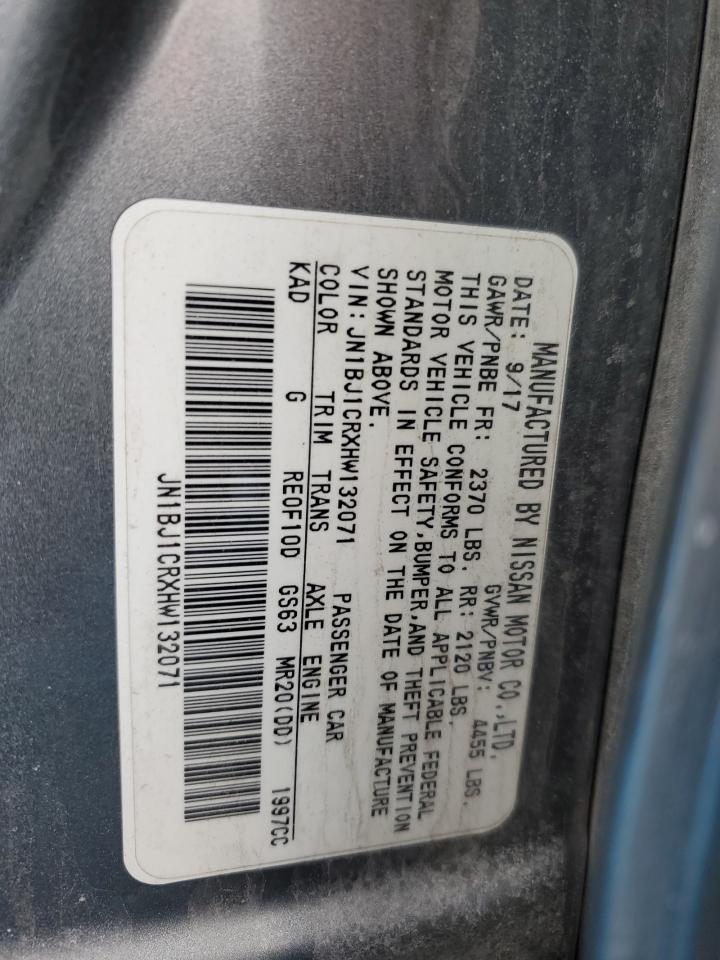 MANUFACTURED BY NISSAN MOTOR CO.,LTD.
DATE: 9/17 GVWR/PNBV: 4455 LBS.
GAWR/PNBE FR: 2370 LBS. RR: 2120 LBS.
THIS VEHICLE CONFORMS TO ALL APPLICABLE FEDERAL
MOTOR VEHICLE SAFETY,BUMPER,AND THEFT PREVENTION
STANDARDS IN EFFECT ON THE DATE OF MANUFACTURE
SHOWN ABOVE.
VIN:JN1BJ1CRXHW132071 PASSENGER CAR
COLOR TRIM TRANS AXLE ENGINE
KAD G RE0F10D GS63 MR20(DD) 1997CC
JN1BJ1CRXHW132071